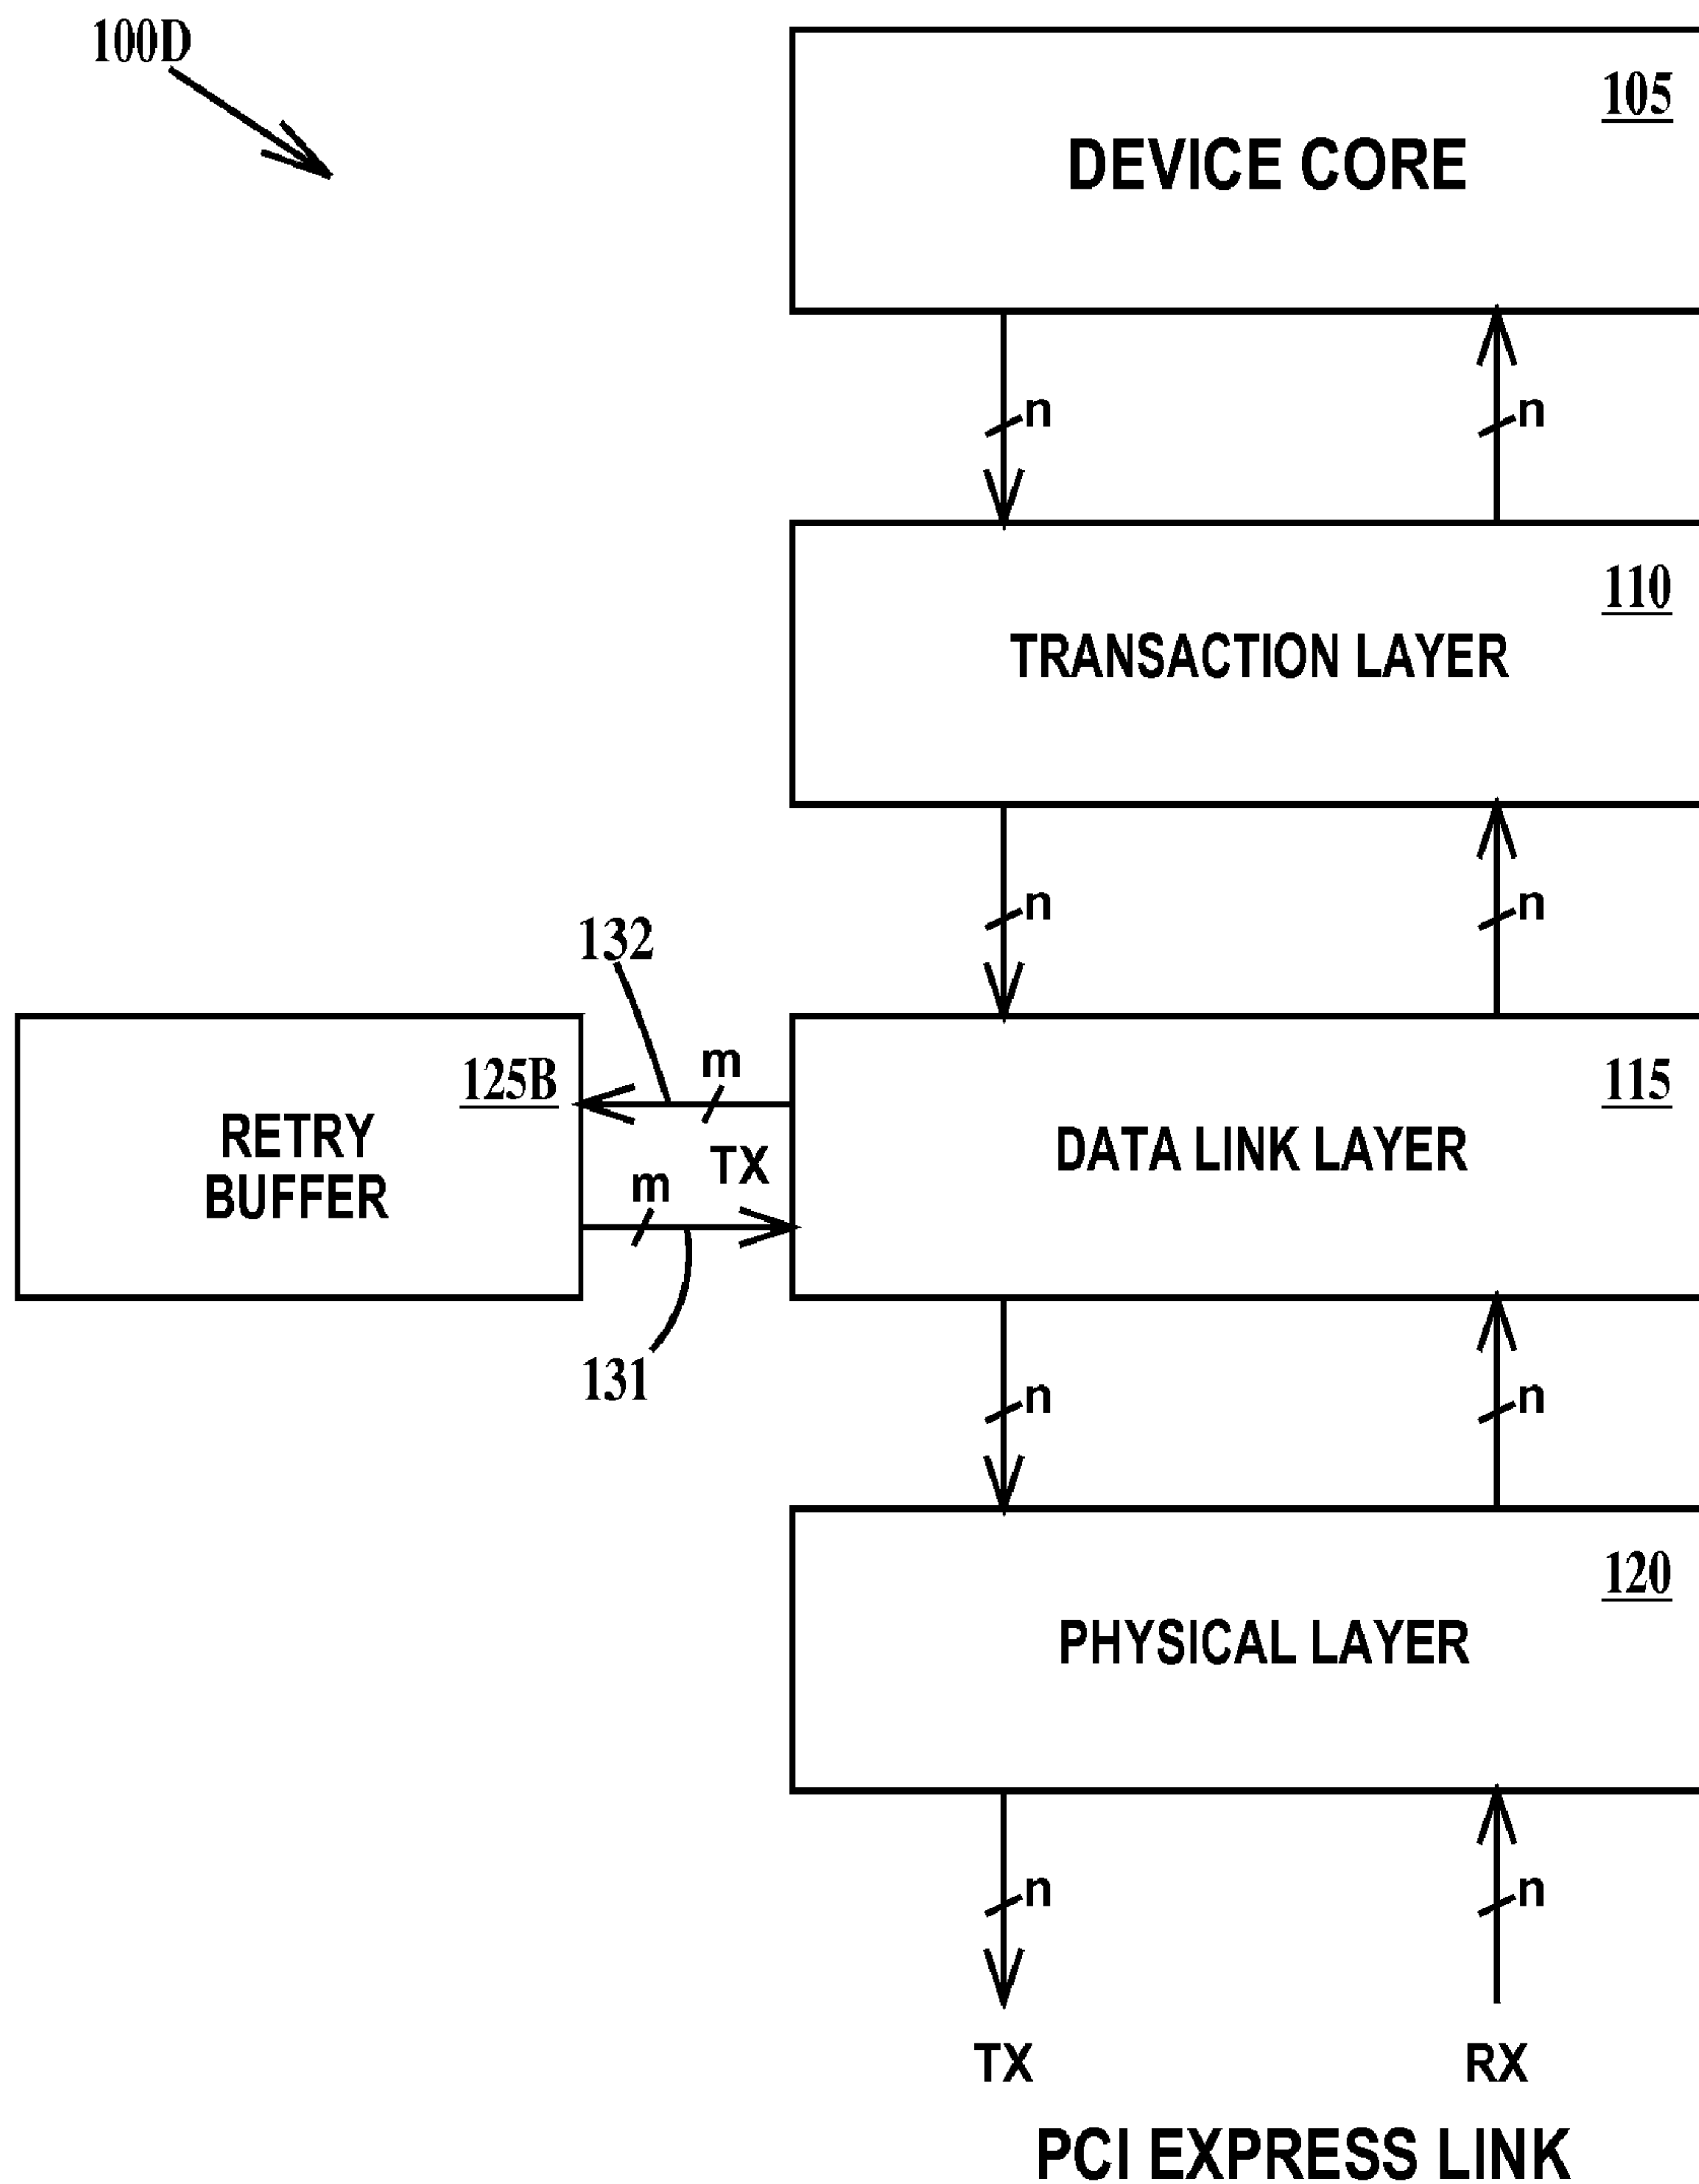 100D
105
DEVICE CORE
n
n
110
TRANSACTION LAYER
n
n
132
125B
RETRY
BUFFER
m
TX
m
131
115
DATA LINK LAYER
n
n
120
PHYSICAL LAYER
n
n
TX
RX
PCI EXPRESS LINK